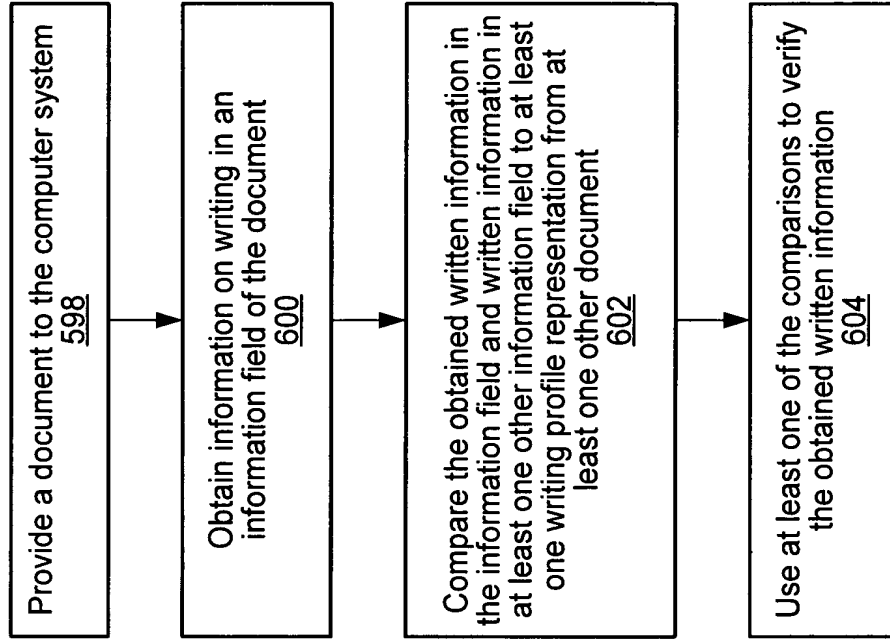 Provide a document to the computer system
598
Obtain information on writing in an
information field of the document
600
Compare the obtained written information in
the information field and written information in
at least one other information field to at least
one writing profile representation from at
least one other document
602
Use at least one of the comparisons to verify
the obtained written information
604